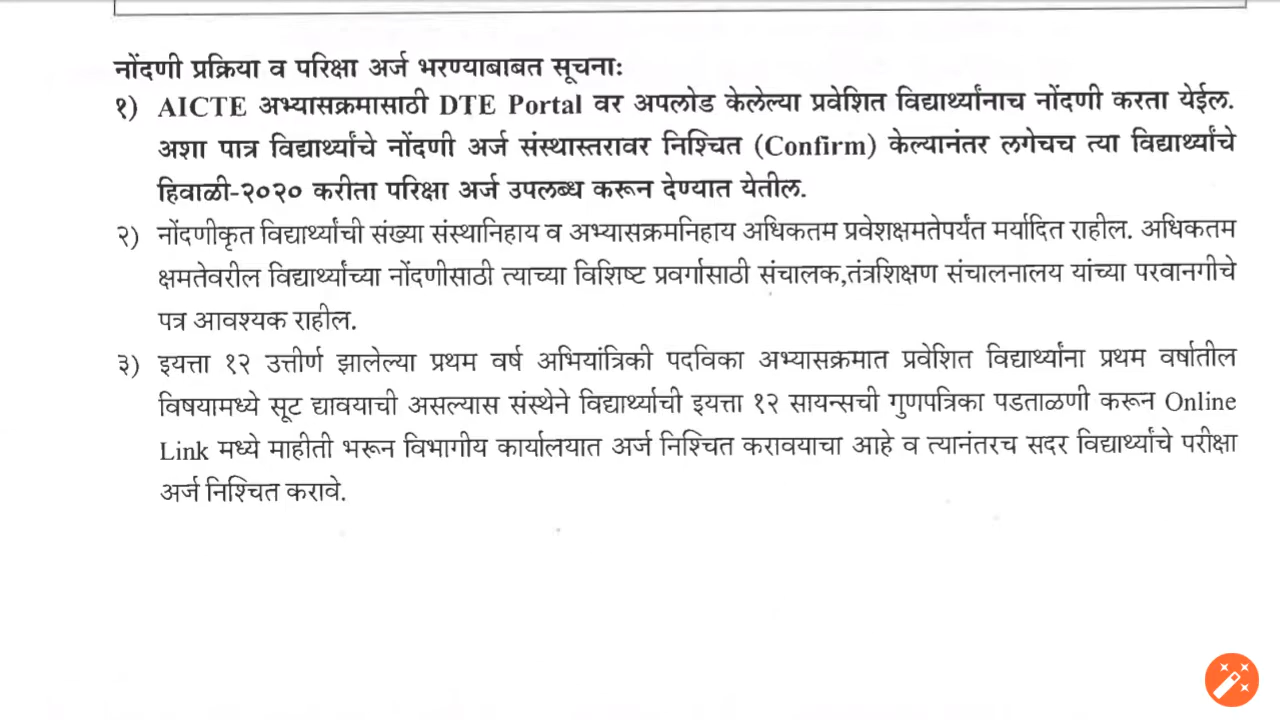 नोंदणी प्रक्रिया व परिक्षा अर्ज भरण्याबाबत सूचनाः
१) AICTE अभ्यासक्रमासाठी DTE Portal वर अपलोड केलेल्या प्रवेशित विद्यार्थ्यांनाच नोंदणी करता येईल.
अशा पात्र विद्यार्थ्यांचे नोंदणी अर्ज संस्थास्तरावर निश्चित (Confirm) केल्यानंतर लगेचच त्या विद्यार्थ्यांचे
हिवाळी-२०२० करीता परिक्षा अर्ज उपलब्ध करून देण्यात येतील.
२) नोंदणीकृत विद्यार्थ्यांची संख्या संस्थानिहाय व अभ्यासक्रमनिहाय अधिकतम प्रवेशक्षमतेपर्यंत मर्यादित राहील. अधिकतम
क्षमतेवरील विद्यार्थ्यांच्या नोंदणीसाठी त्याच्या विशिष्ट प्रवर्गासाठी संचालक,तंत्रशिक्षण संचालनालय यांच्या परवानगीचे
पत्र आवश्यक राहील.
३) इयत्ता १२ उत्तीर्ण झालेल्या प्रथम वर्ष अभियांत्रिकी पदविका अभ्यासक्रमात प्रवेशित विद्यार्थ्यांना प्रथम वर्षातील
विषयामध्ये सूट द्यावयाची असल्यास संस्थेने विद्यार्थ्याची इयत्ता १२ सायन्सची गुणपत्रिका पडताळणी करून Online
Link मध्ये माहीती भरून विभागीय कार्यालयात अर्ज निश्चित करावयाचा आहे व त्यानंतरच सदर विद्यार्थ्यांचे परीक्षा
अर्ज निश्चित करावे.